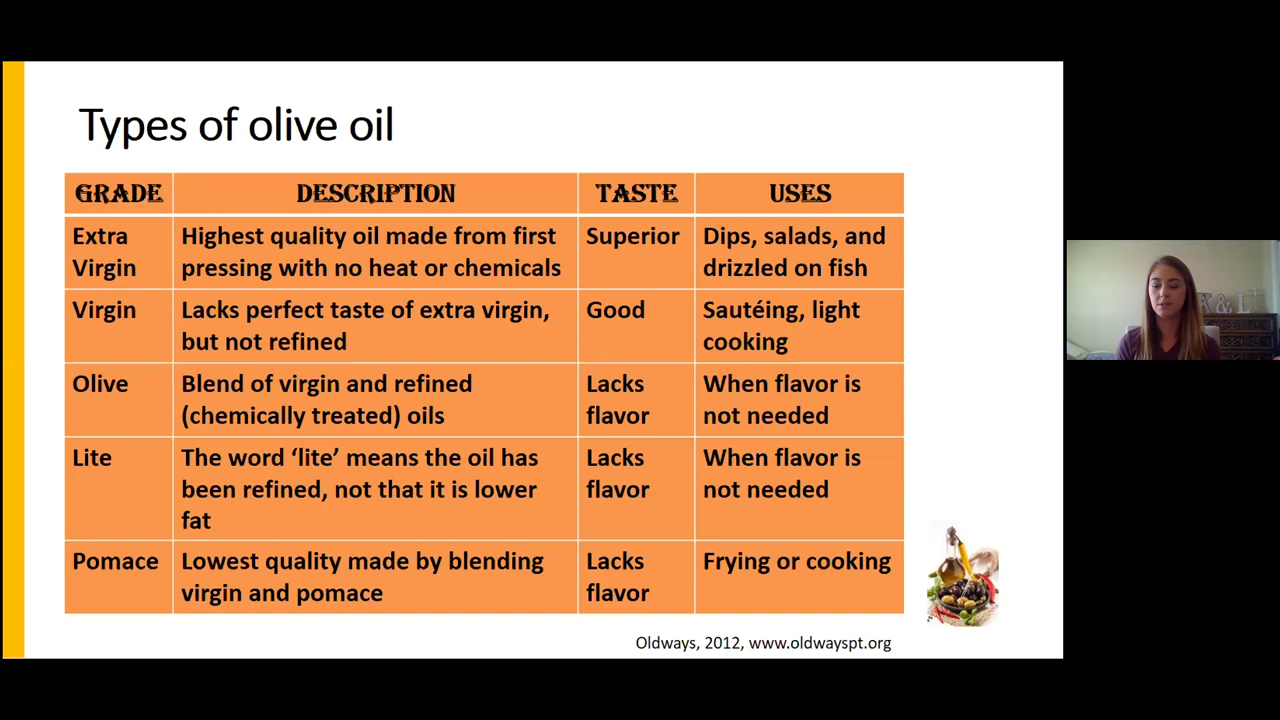 Types of olive oil
GRADE DESCRIPTION TASTE USES
Extra Virgin Highest quality oil made from first pressing with no heat or chemicals Superior Dips, salads, and drizzled on fish
Virgin Lacks perfect taste of extra virgin, but not refined Good Sautéing, light cooking
Olive Blend of virgin and refined (chemically treated) oils Lacks flavor When flavor is not needed
Lite The word ‘lite’ means the oil has been refined, not that it is lower fat Lacks flavor When flavor is not needed
Pomace Lowest quality made by blending virgin and pomace Lacks flavor Frying or cooking
Oldways, 2012, www.oldwayspt.org
K & L